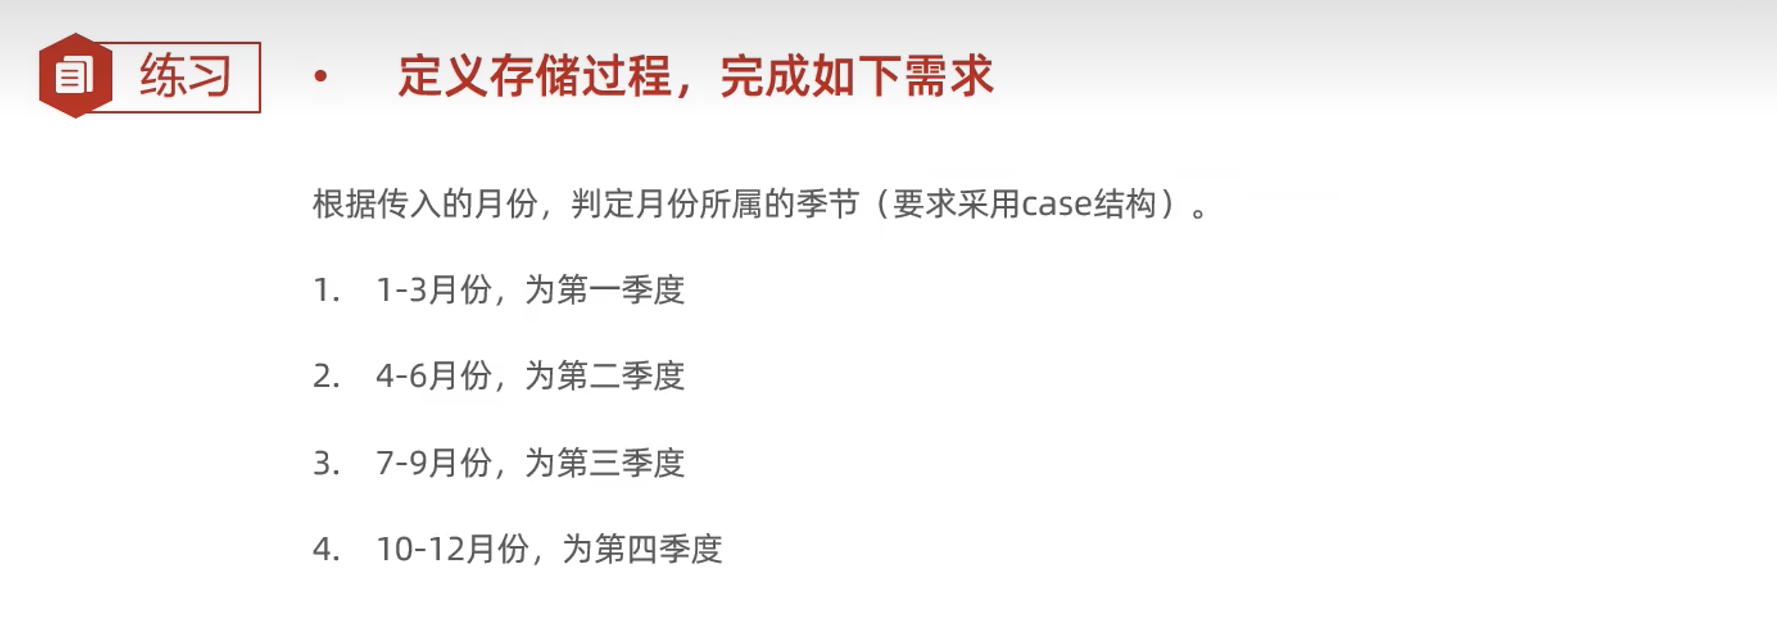 练习
• 定义存储过程，完成如下需求
根据传入的月份，判定月份所属的季节（要求采用case结构）。
1. 1-3月份，为第一季度
2. 4-6月份，为第二季度
3. 7-9月份，为第三季度
4. 10-12月份，为第四季度